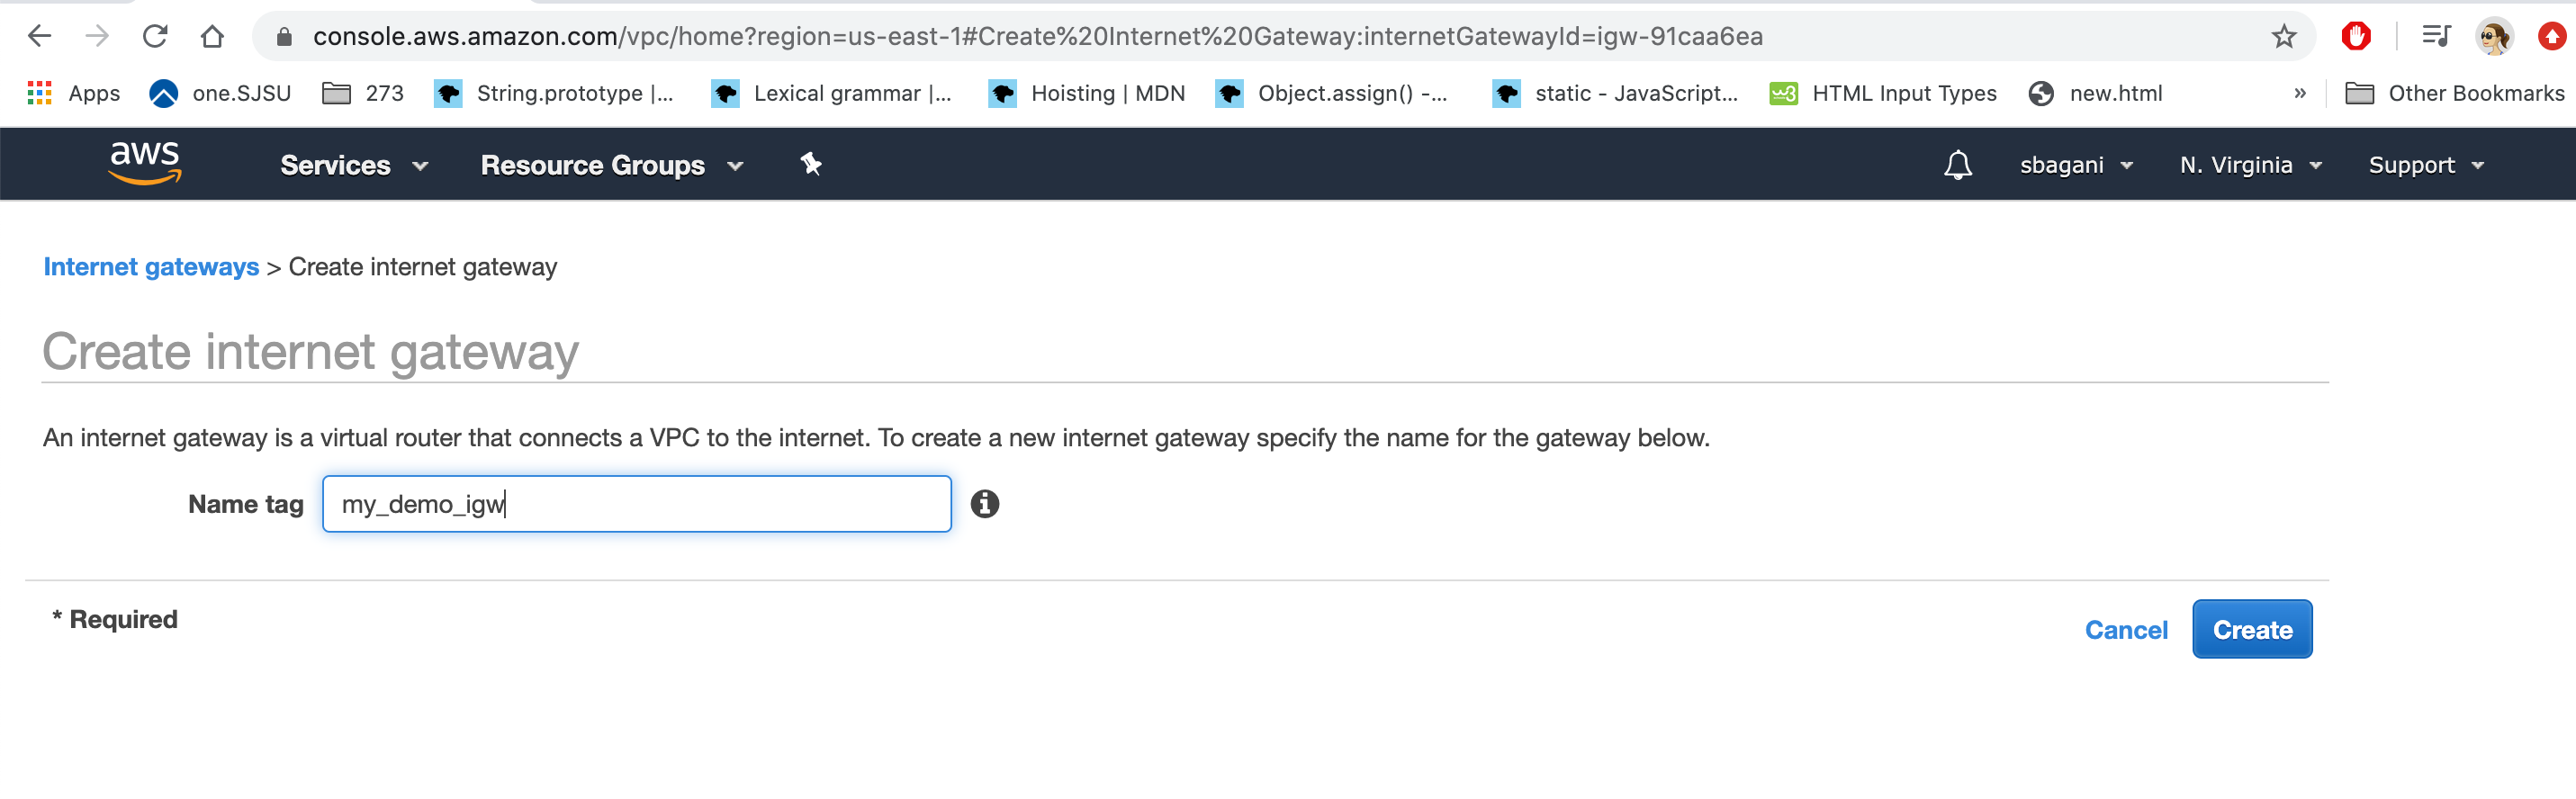 console.aws.amazon.com/vpc/home?region=us-east-1#Create%20Internet%20Gateway:internetGatewayId=igw-91caa6ea
Apps one.SJSU 273 String.prototype |... Lexical grammar |... Hoisting | MDN Object.assign() -... static - JavaScript... HTML Input Types new.html » Other Bookmarks
aws Services Resource Groups sbagani N. Virginia Support
Internet gateways > Create internet gateway
Create internet gateway
An internet gateway is a virtual router that connects a VPC to the internet. To create a new internet gateway specify the name for the gateway below.
Name tag my_demo_igw
* Required
Cancel Create